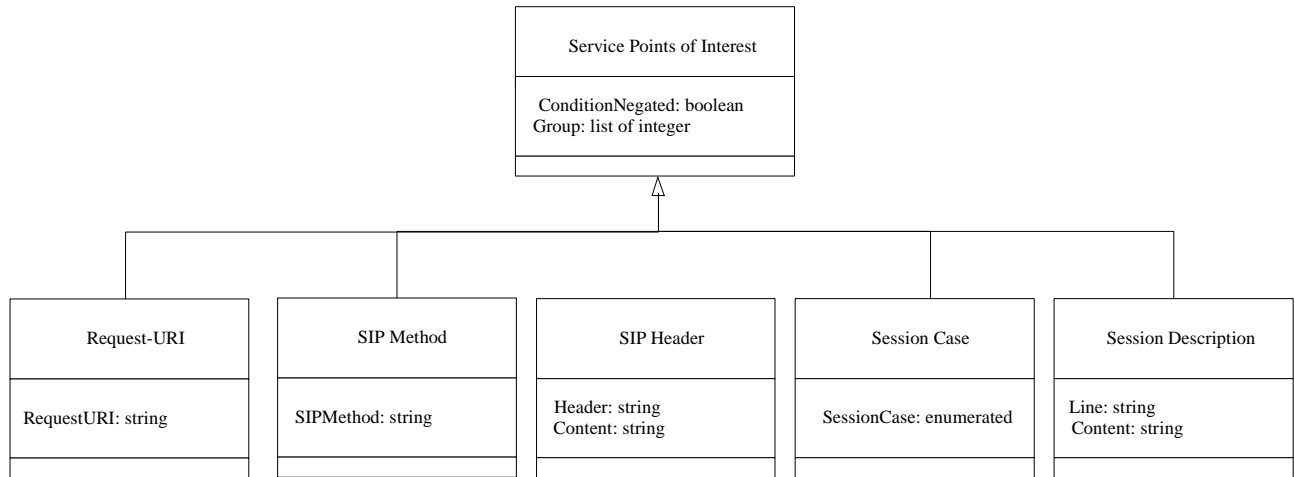 Service Points of Interest
ConditionNegated: boolean
Group: list of integer
Request-URI
RequestURI: string
SIP Method
SIPMethod: string
SIP Header
Header: string
Content: string
Session Case
SessionCase: enumerated
Session Description
Line: string
Content: string